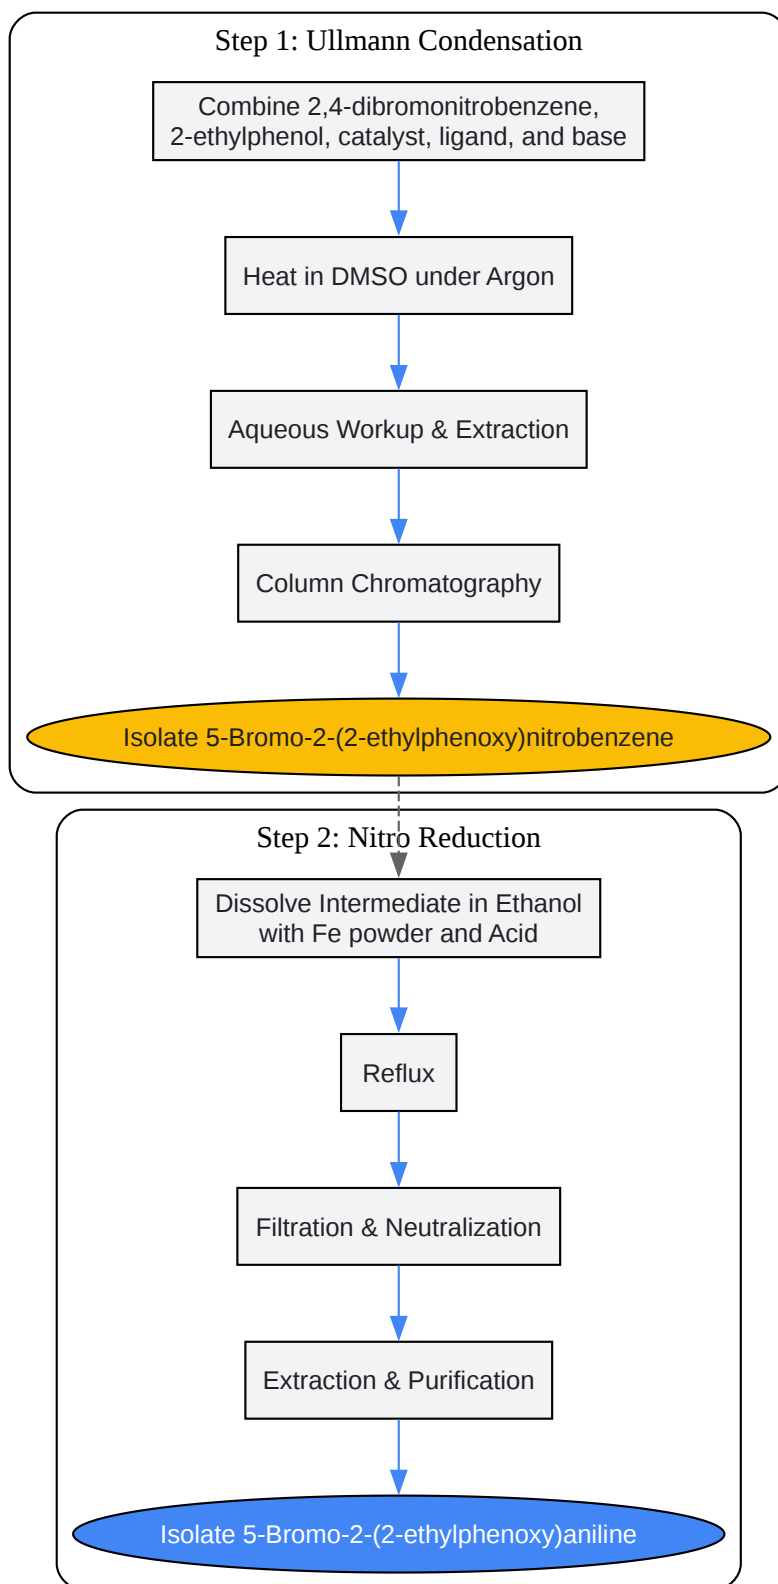 Step 1: Ullmann Condensation
Combine 2,4-dibromonitrobenzene,
2-ethylphenol, catalyst, ligand, and base
Heat in DMSO under Argon
Aqueous Workup & Extraction
Column Chromatography
Isolate 5-Bromo-2-(2-ethylphenoxy)nitrobenzene
Step 2: Nitro Reduction
Dissolve Intermediate in Ethanol
with Fe powder and Acid
Reflux
Filtration & Neutralization
Extraction & Purification
Isolate 5-Bromo-2-(2-ethylphenoxy)aniline